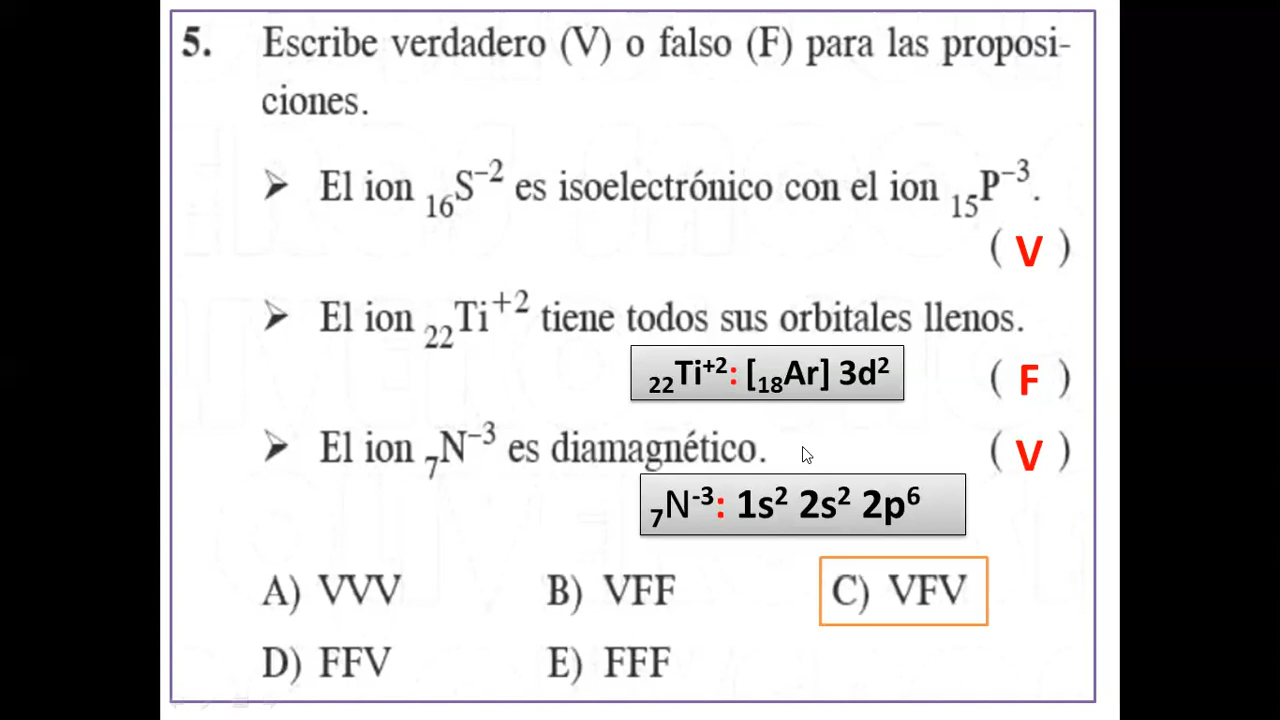 5. Escribe verdadero (V) o falso (F) para las proposi-
ciones.
➢ El ion ₁₆S⁻² es isoelectrónico con el ion ₁₅P⁻³.
( V )
➢ El ion ₂₂Ti⁺² tiene todos sus orbitales llenos.
₂₂Ti⁺²: [₁₈Ar] 3d² ( F )
➢ El ion ₇N⁻³ es diamagnético. ( V )
₇N⁻³: 1s² 2s² 2p⁶
A) VVV B) VFF C) VFV
D) FFV E) FFF